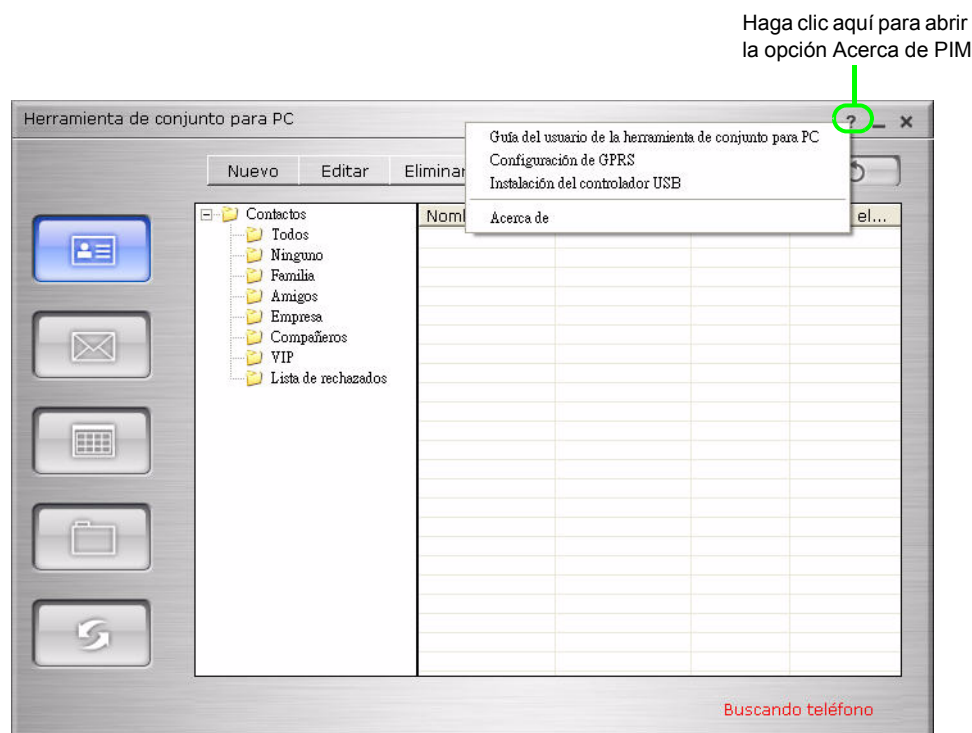 Haga clic aquí para abrir
la opción Acerca de PIM
Herramienta de conjunto para PC
?
Guía del usuario de la herramienta de conjunto para PC
Configuración de GPRS
Instalación del controlador USB
Acerca de
Nuevo Editar Eliminar
Contactos
Todos
Ninguno
Familia
Amigos
Empresa
Compañeros
VIP
Lista de rechazados
el...
Buscando teléfono